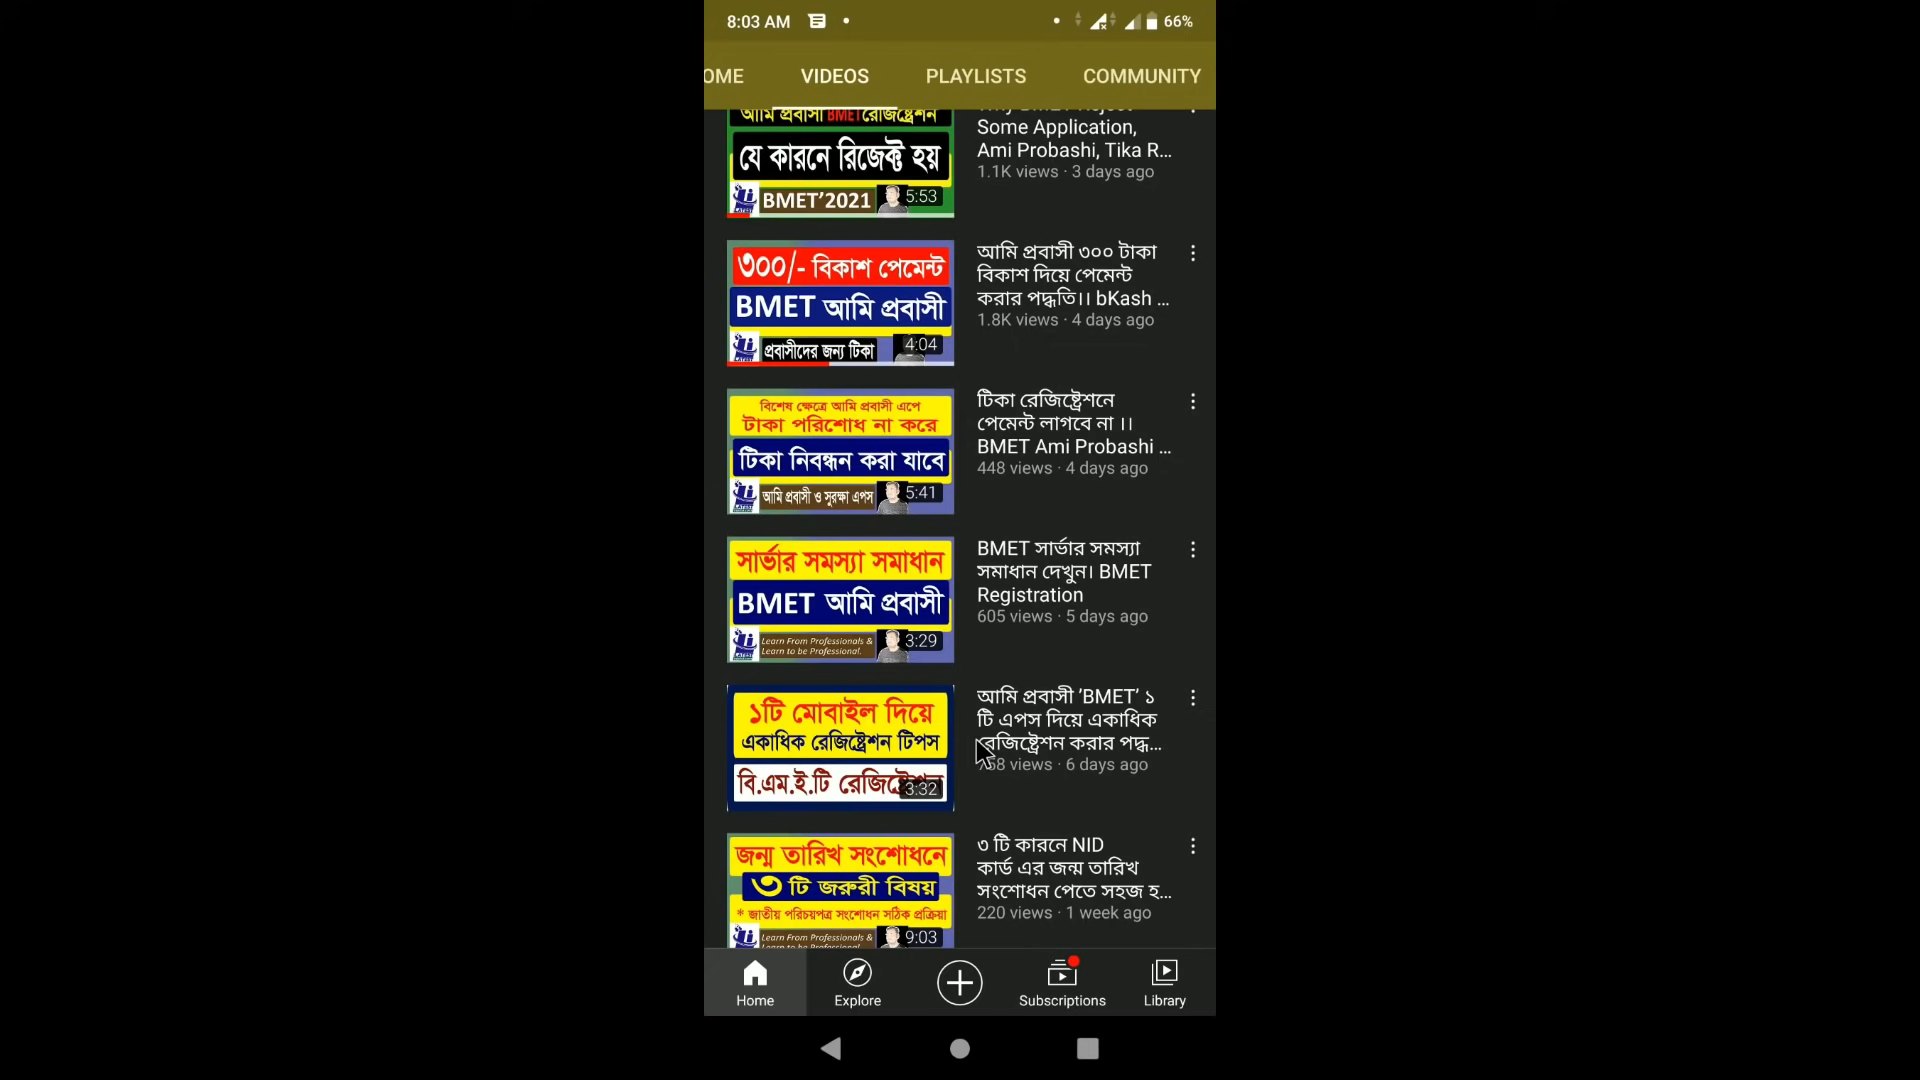 8:03 AM
66%
OME
VIDEOS
PLAYLISTS
COMMUNITY
আমি প্রবাসী BMET রেজিষ্ট্রেশন
যে কারনে রিজেক্ট হয়
BMET’2021
5:53
Some Application,
Ami Probashi, Tika R...
1.1K views · 3 days ago
৩০০/- বিকাশ পেমেন্ট
BMET আমি প্রবাসী
প্রবাসীদের জন্য টিকা
4:04
আমি প্রবাসী ৩০০ টাকা
বিকাশ দিয়ে পেমেন্ট
করার পদ্ধতি।। bKash ...
1.8K views · 4 days ago
বিশেষ ক্ষেত্রে আমি প্রবাসী এপে
টাকা পরিশোধ না করে
টিকা নিবন্ধন করা যাবে
আমি প্রবাসী ও সুরক্ষা এপস
5:41
টিকা রেজিষ্ট্রেশনে
পেমেন্ট লাগবে না ।।
BMET Ami Probashi ...
448 views · 4 days ago
সার্ভার সমস্যা সমাধান
BMET আমি প্রবাসী
Learn From Professionals &
Learn to be Professional.
3:29
BMET সার্ভার সমস্যা
সমাধান দেখুন। BMET
Registration
605 views · 5 days ago
১টি মোবাইল দিয়ে
একাধিক রেজিষ্ট্রেশন টিপস
বি.এম.ই.টি রেজিষ্ট্রেশন
3:32
আমি প্রবাসী ’BMET’ ১
টি এপস দিয়ে একাধিক
রেজিষ্ট্রেশন করার পদ্ধ...
views · 6 days ago
জন্ম তারিখ সংশোধনে
৩ টি জরুরী বিষয়
* জাতীয় পরিচয়পত্র সংশোধন সঠিক প্রক্রিয়া
Learn From Professionals &
9:03
৩ টি কারনে NID
কার্ড এর জন্ম তারিখ
সংশোধন পেতে সহজ হ...
220 views · 1 week ago
Home
Explore
Subscriptions
Library